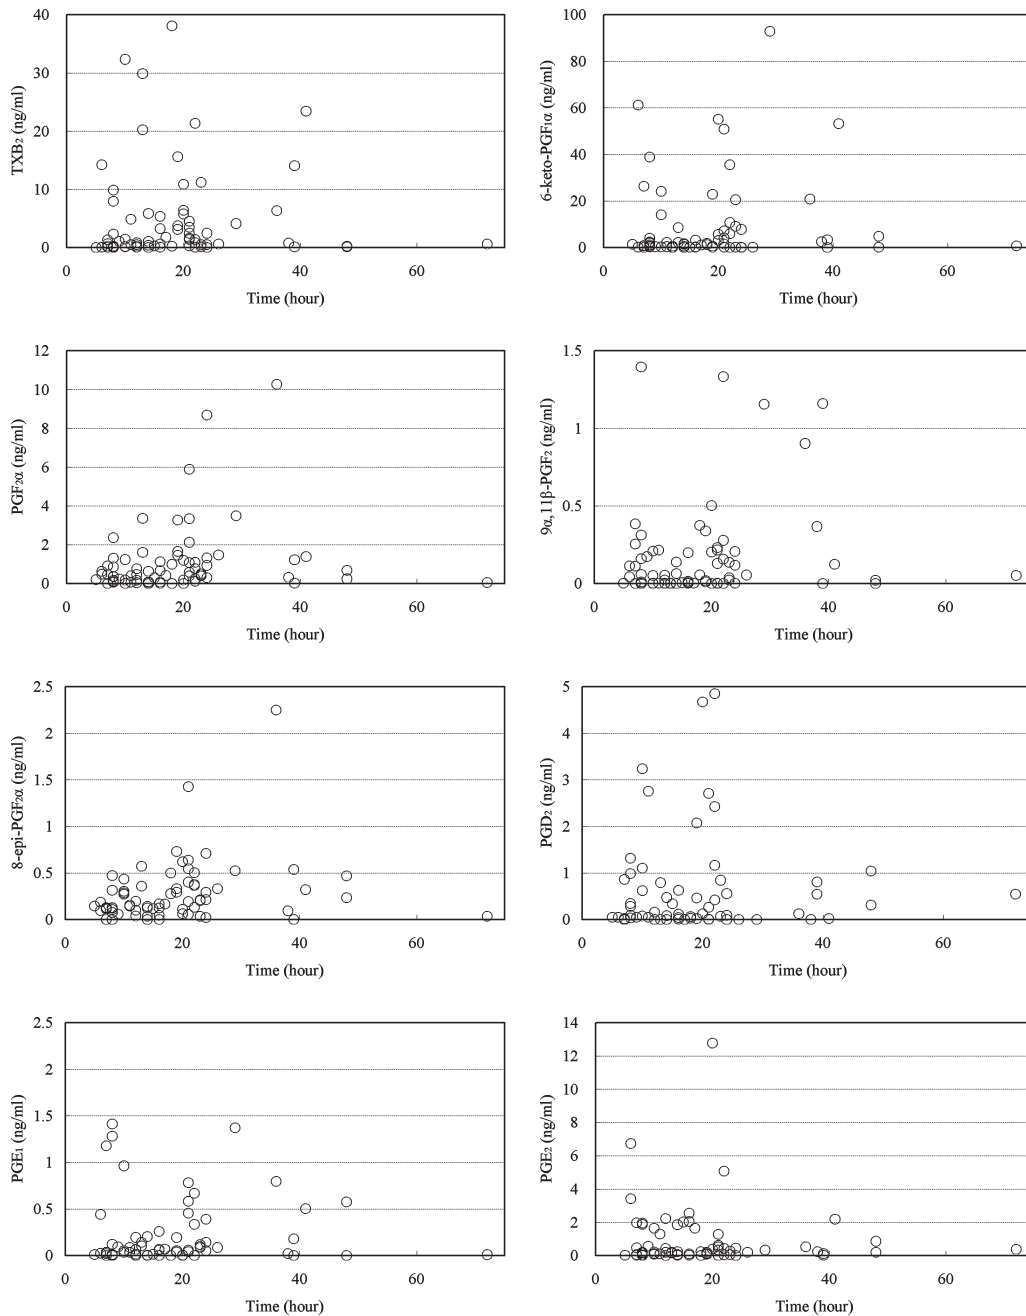 TXB₂ (ng/ml)
40
30
20
10
0
0 20 40 60
Time (hour)
6-keto-PGF₁α (ng/ml)
100
80
60
40
20
0
0 20 40 60
Time (hour)
PGF₂α (ng/ml)
12
10
8
6
4
2
0
0 20 40 60
Time (hour)
9α,11β-PGF₂ (ng/ml)
1.5
1
0.5
0
0 20 40 60
Time (hour)
8-epi-PGF₂α (ng/ml)
2.5
2
1.5
1
0.5
0
0 20 40 60
Time (hour)
PGD₂ (ng/ml)
5
4
3
2
1
0
0 20 40 60
Time (hour)
PGE₁ (ng/ml)
2.5
2
1.5
1
0.5
0
0 20 40 60
Time (hour)
PGE₂ (ng/ml)
14
12
10
8
6
4
2
0
0 20 40 60
Time (hour)